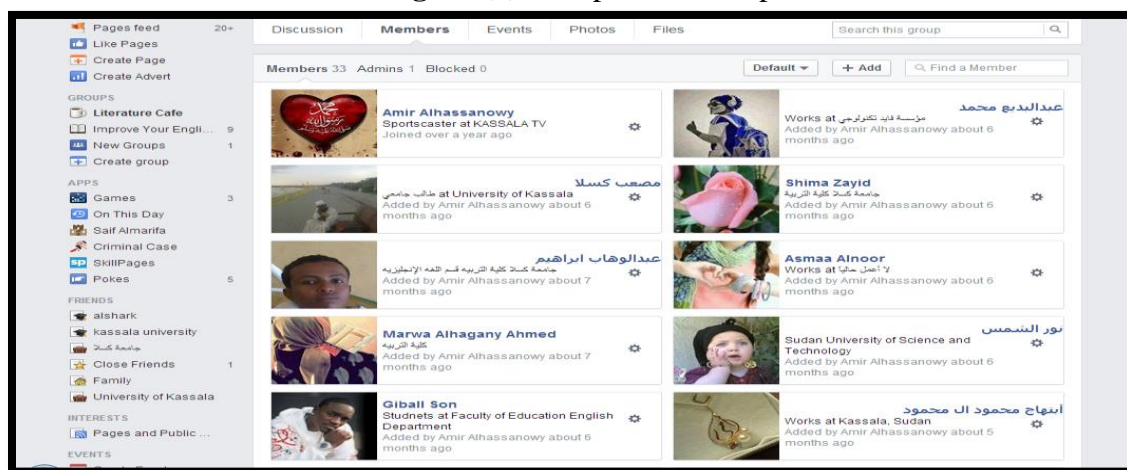 Pages feed 20+
Like Pages
Create Page
Create Advert
GROUPS
Literature Cafe
Improve Your Engli... 9
New Groups 1
Create group
APPS
Games 3
On This Day
Saif Almarifa
Criminal Case
SkillPages
Pokes 5
FRIENDS
alshark
kassala university
جامعة كسلا
Close Friends 1
Family
University of Kassala
INTERESTS
Pages and Public ...
EVENTS
Discussion Members Events Photos Files Search this group
Members 33 Admins 1 Blocked 0 Default + Add Find a Member
Amir Alhassanowy
Sportscaster at KASSALA TV
Joined over a year ago
عبدالبديع محمد
Works at مؤسسة فايد تكنولوجي
Added by Amir Alhassanowy about 6
months ago
مصعب كسلا
طالب جامعي at University of Kassala
Added by Amir Alhassanowy about 6
months ago
Shima Zayid
جامعة كسلا كلية التربية
Added by Amir Alhassanowy about 6
months ago
عبدالوهاب ابراهيم
جامعة كسلا كلية التربيه قسم اللغه الإنجليزيه
Added by Amir Alhassanowy about 7
months ago
Asmaa Alnoor
Works at لا أعمل حالياً
Added by Amir Alhassanowy about 6
months ago
Marwa Alhagany Ahmed
كلية التربيه
Added by Amir Alhassanowy about 7
months ago
نور الشمس
Sudan University of Science and
Technology
Added by Amir Alhassanowy about 6
months ago
Giball Son
Studnets at Faculty of Education English
Department
Added by Amir Alhassanowy about 6
months ago
ابتهاج محمود ال محمود
Works at Kassala, Sudan
Added by Amir Alhassanowy about 5
months ago